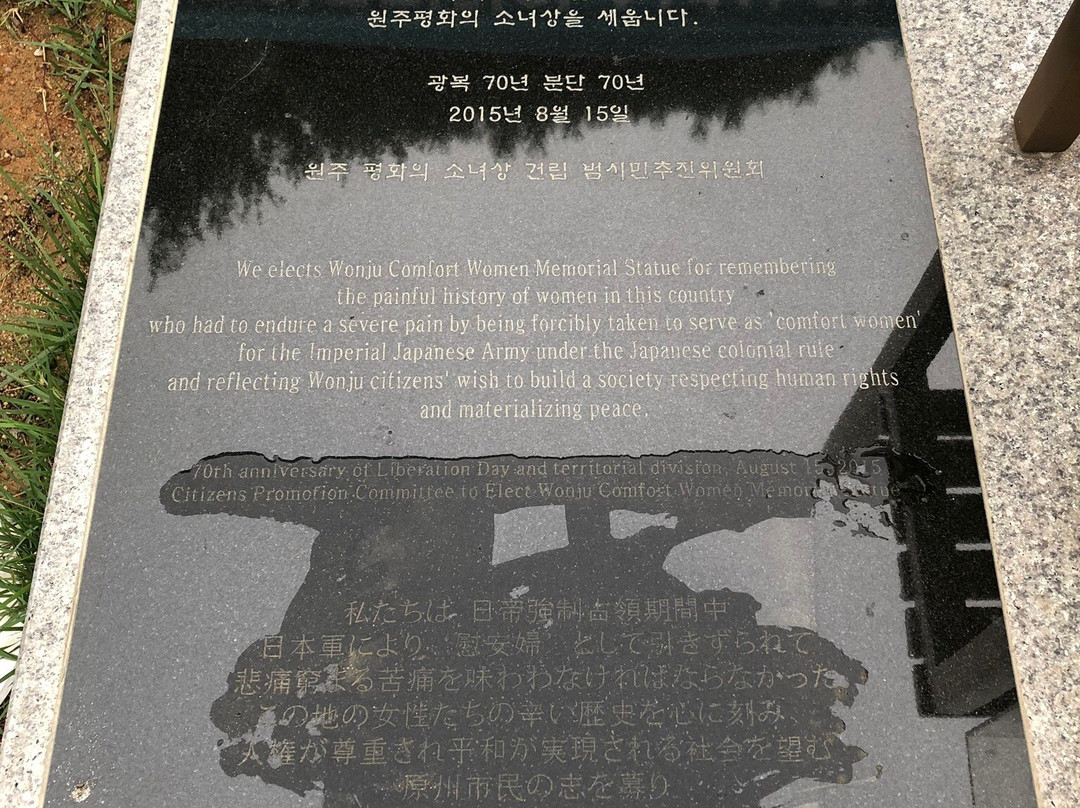 원주평화의 소녀상을 세웁니다.
광복 70년 분단 70년
2015년 8월 15일
원주 평화의 소녀상 건립 범시민추진위원회
We elects Wonju Comfort Women Memorial Statue for remembering
the painful history of women in this country
who had to endure a severe pain by being forcibly taken to serve as 'comfort women'
for the Imperial Japanese Army under the Japanese colonial rule
and reflecting Wonju citizens' wish to build a society respecting human rights
and materializing peace.
70th anniversary of Liberation Day and territorial division, August 15, 2015
Citizens Promotion Committee to Elect Wonju Comfort Women Memorial Statue
私たちは、日帝強制占領期間中
日本軍により、慰安婦 として引きずられて
悲痛窮まる苦痛を味わわなければならなかった
この地の女性たちの辛い歴史を心に刻み、
人権が尊重され平和が実現される社会を望む
原州市民の志を募り